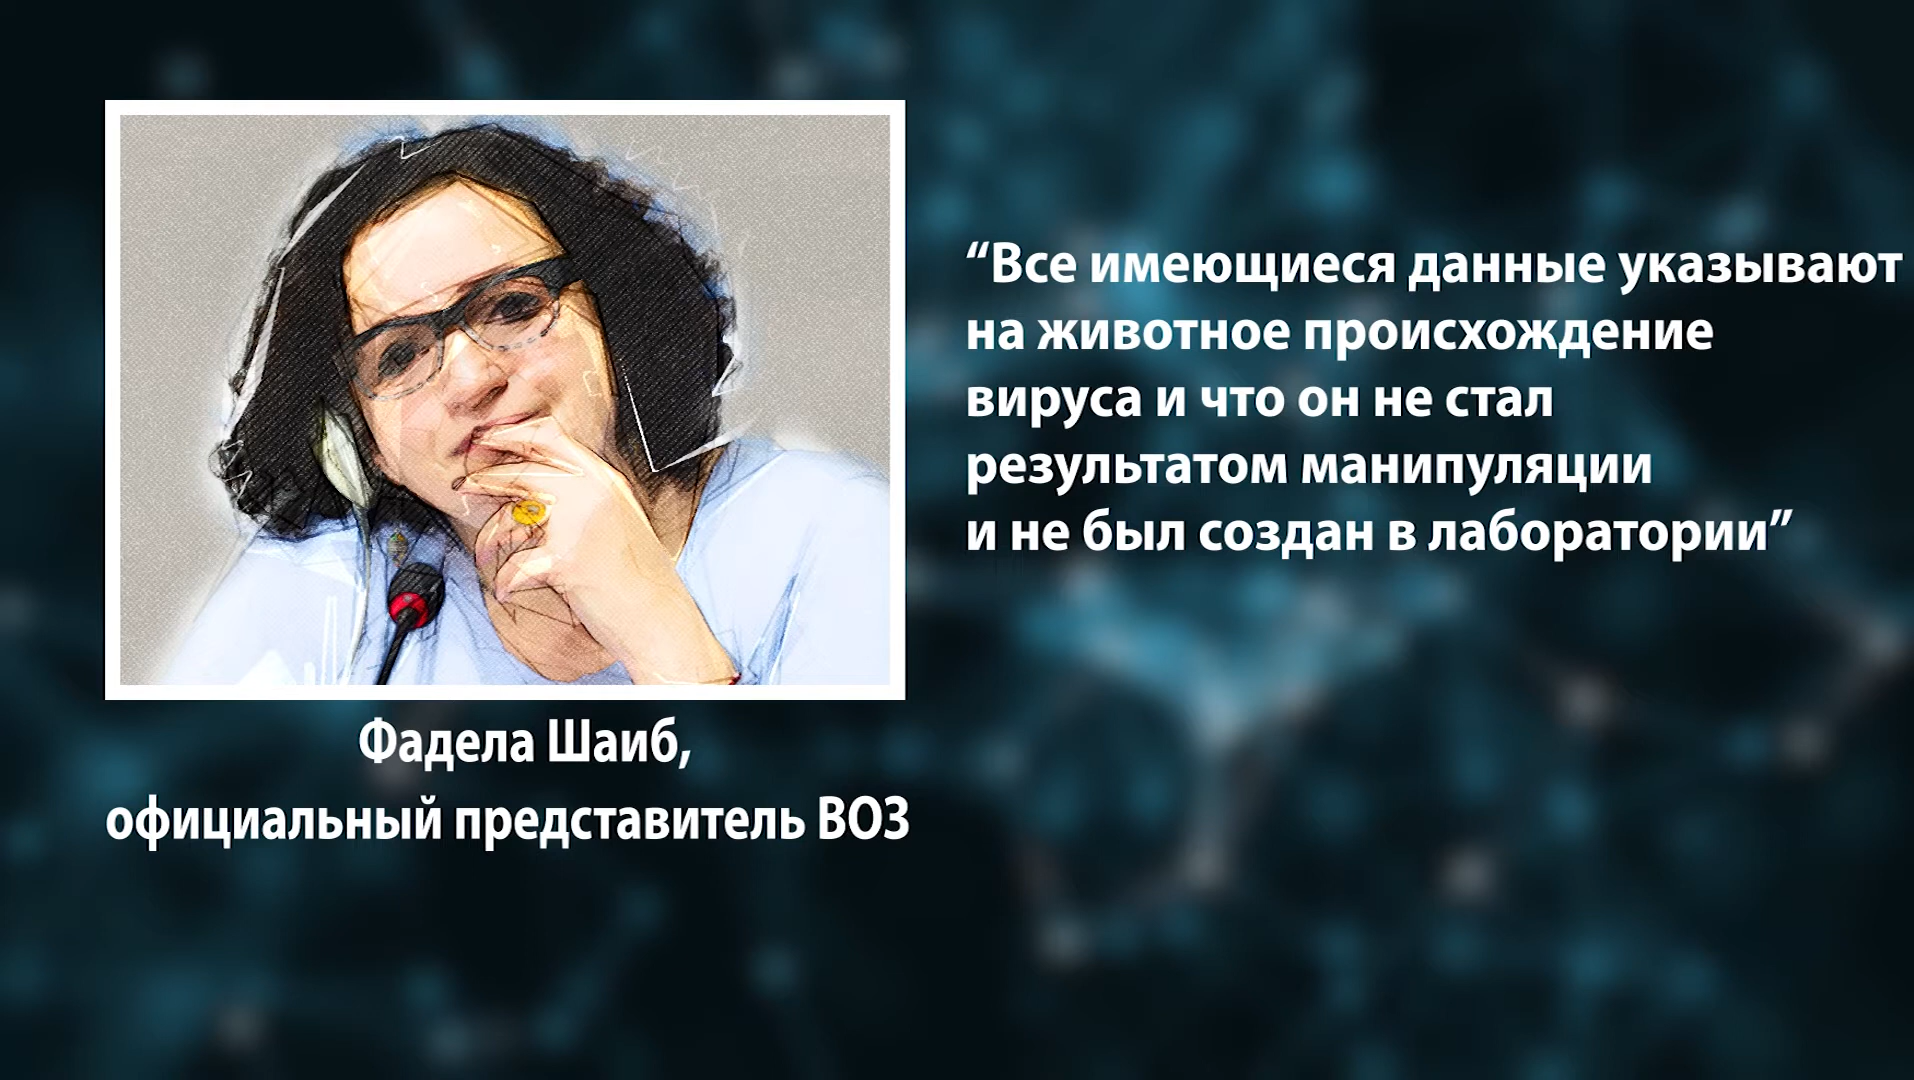 “Все имеющиеся данные указывают
на животное происхождение
вируса и что он не стал
результатом манипуляции
и не был создан в лаборатории”
Фадела Шаиб,
официальный представитель ВОЗ